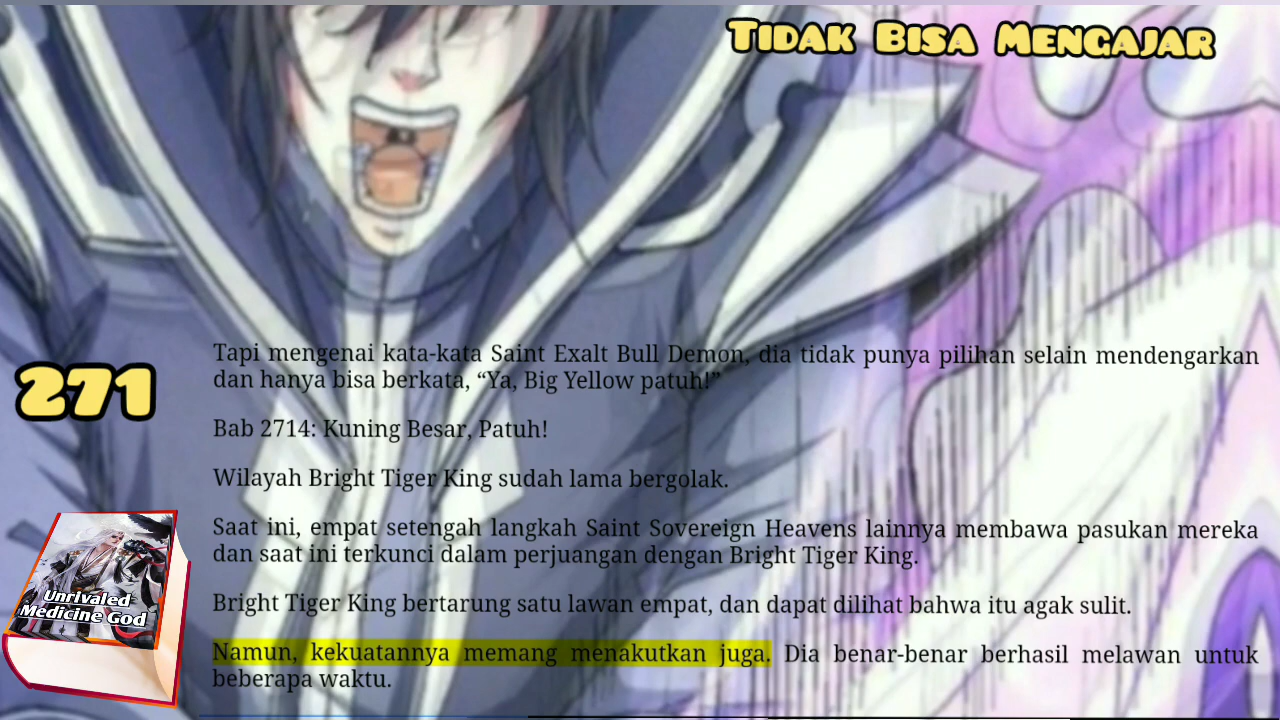 Tidak Bisa Mengajar
Tapi mengenai kata-kata Saint Exalt Bull Demon, dia tidak punya pilihan selain mendengarkan
dan hanya bisa berkata, “Ya, Big Yellow patuh!”
271
Bab 2714: Kuning Besar, Patuh!
Wilayah Bright Tiger King sudah lama bergolak.
Saat ini, empat setengah langkah Saint Sovereign Heavens lainnya membawa pasukan mereka
dan saat ini terkunci dalam perjuangan dengan Bright Tiger King.
Bright Tiger King bertarung satu lawan empat, dan dapat dilihat bahwa itu agak sulit.
Namun, kekuatannya memang menakutkan juga. Dia benar-benar berhasil melawan untuk
beberapa waktu.
Unrivaled
Medicine God